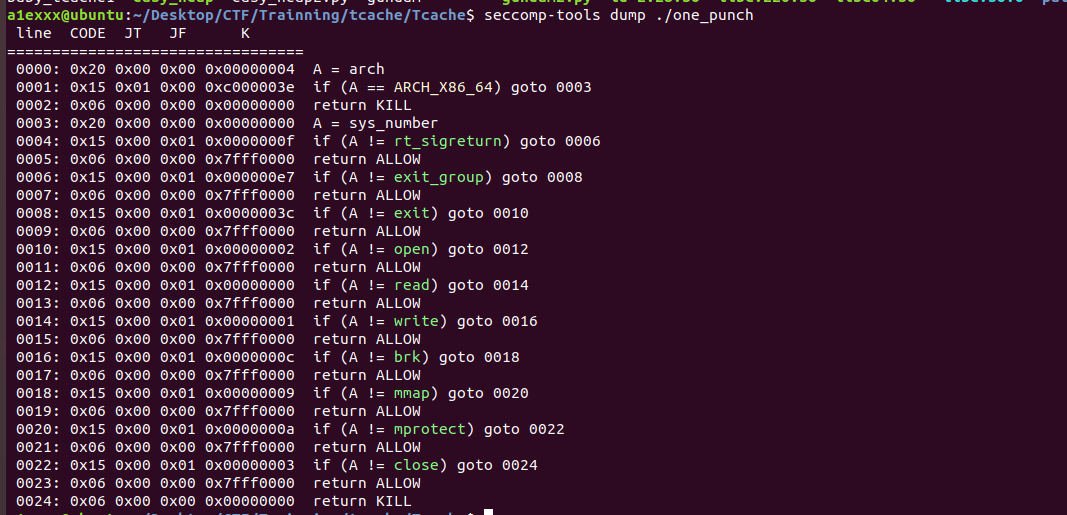 a1exxx@ubuntu:~/Desktop/CTF/Trainning/tcache/Tcache$ seccomp-tools dump ./one_punch
 line  CODE  JT   JF      K
=================================
 0000: 0x20 0x00 0x00 0x00000004  A = arch
 0001: 0x15 0x01 0x00 0xc000003e  if (A == ARCH_X86_64) goto 0003
 0002: 0x06 0x00 0x00 0x00000000  return KILL
 0003: 0x20 0x00 0x00 0x00000000  A = sys_number
 0004: 0x15 0x00 0x01 0x0000000f  if (A != rt_sigreturn) goto 0006
 0005: 0x06 0x00 0x00 0x7fff0000  return ALLOW
 0006: 0x15 0x00 0x01 0x000000e7  if (A != exit_group) goto 0008
 0007: 0x06 0x00 0x00 0x7fff0000  return ALLOW
 0008: 0x15 0x00 0x01 0x0000003c  if (A != exit) goto 0010
 0009: 0x06 0x00 0x00 0x7fff0000  return ALLOW
 0010: 0x15 0x00 0x01 0x00000002  if (A != open) goto 0012
 0011: 0x06 0x00 0x00 0x7fff0000  return ALLOW
 0012: 0x15 0x00 0x01 0x00000000  if (A != read) goto 0014
 0013: 0x06 0x00 0x00 0x7fff0000  return ALLOW
 0014: 0x15 0x00 0x01 0x00000001  if (A != write) goto 0016
 0015: 0x06 0x00 0x00 0x7fff0000  return ALLOW
 0016: 0x15 0x00 0x01 0x0000000c  if (A != brk) goto 0018
 0017: 0x06 0x00 0x00 0x7fff0000  return ALLOW
 0018: 0x15 0x00 0x01 0x00000009  if (A != mmap) goto 0020
 0019: 0x06 0x00 0x00 0x7fff0000  return ALLOW
 0020: 0x15 0x00 0x01 0x0000000a  if (A != mprotect) goto 0022
 0021: 0x06 0x00 0x00 0x7fff0000  return ALLOW
 0022: 0x15 0x00 0x01 0x00000003  if (A != close) goto 0024
 0023: 0x06 0x00 0x00 0x7fff0000  return ALLOW
 0024: 0x06 0x00 0x00 0x00000000  return KILL